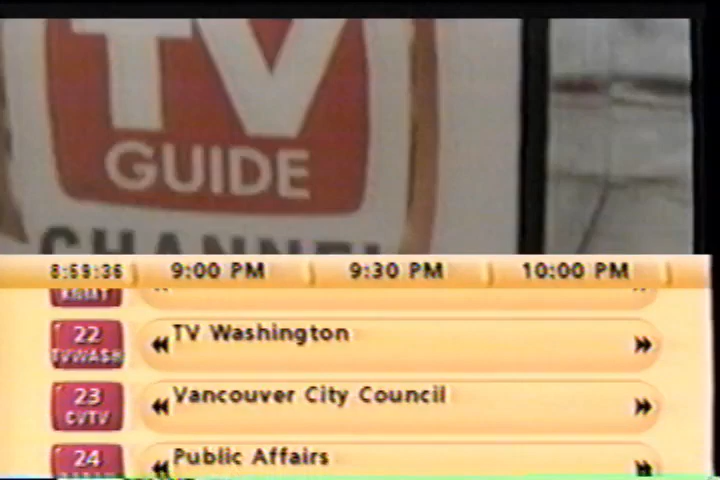 TV
GUIDE
CHANNEL
8:59:36 9:00 PM 9:30 PM 10:00 PM
22 TV Washington
TVWASH
23 Vancouver City Council
CVTV
24 Public Affairs